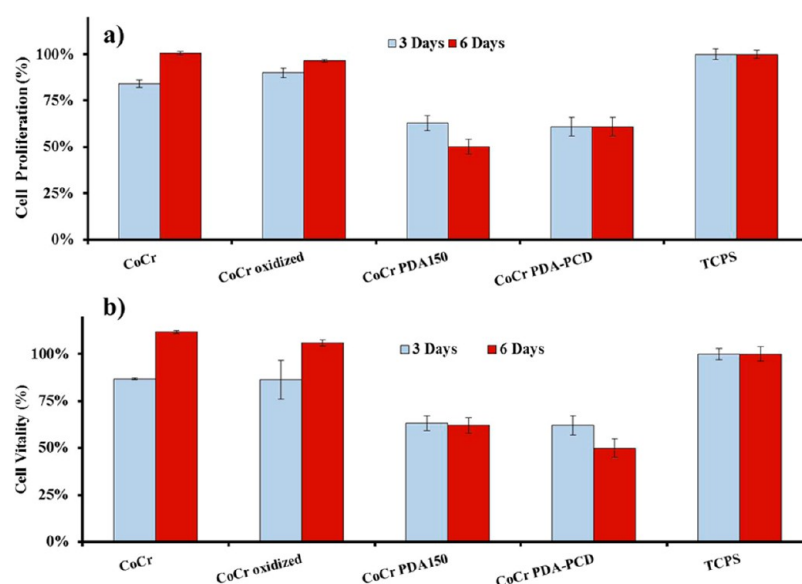 a)
3 Days 6 Days
100%
75%
50%
25%
0%
Cell Proliferation (%)
CoCr
CoCr oxidized
CoCr PDA150
CoCr PDA-PCD
TCPS
b)
3 Days 6 Days
100%
75%
50%
25%
0%
Cell Vitality (%)
CoCr
CoCr oxidized
CoCr PDA150
CoCr PDA-PCD
TCPS